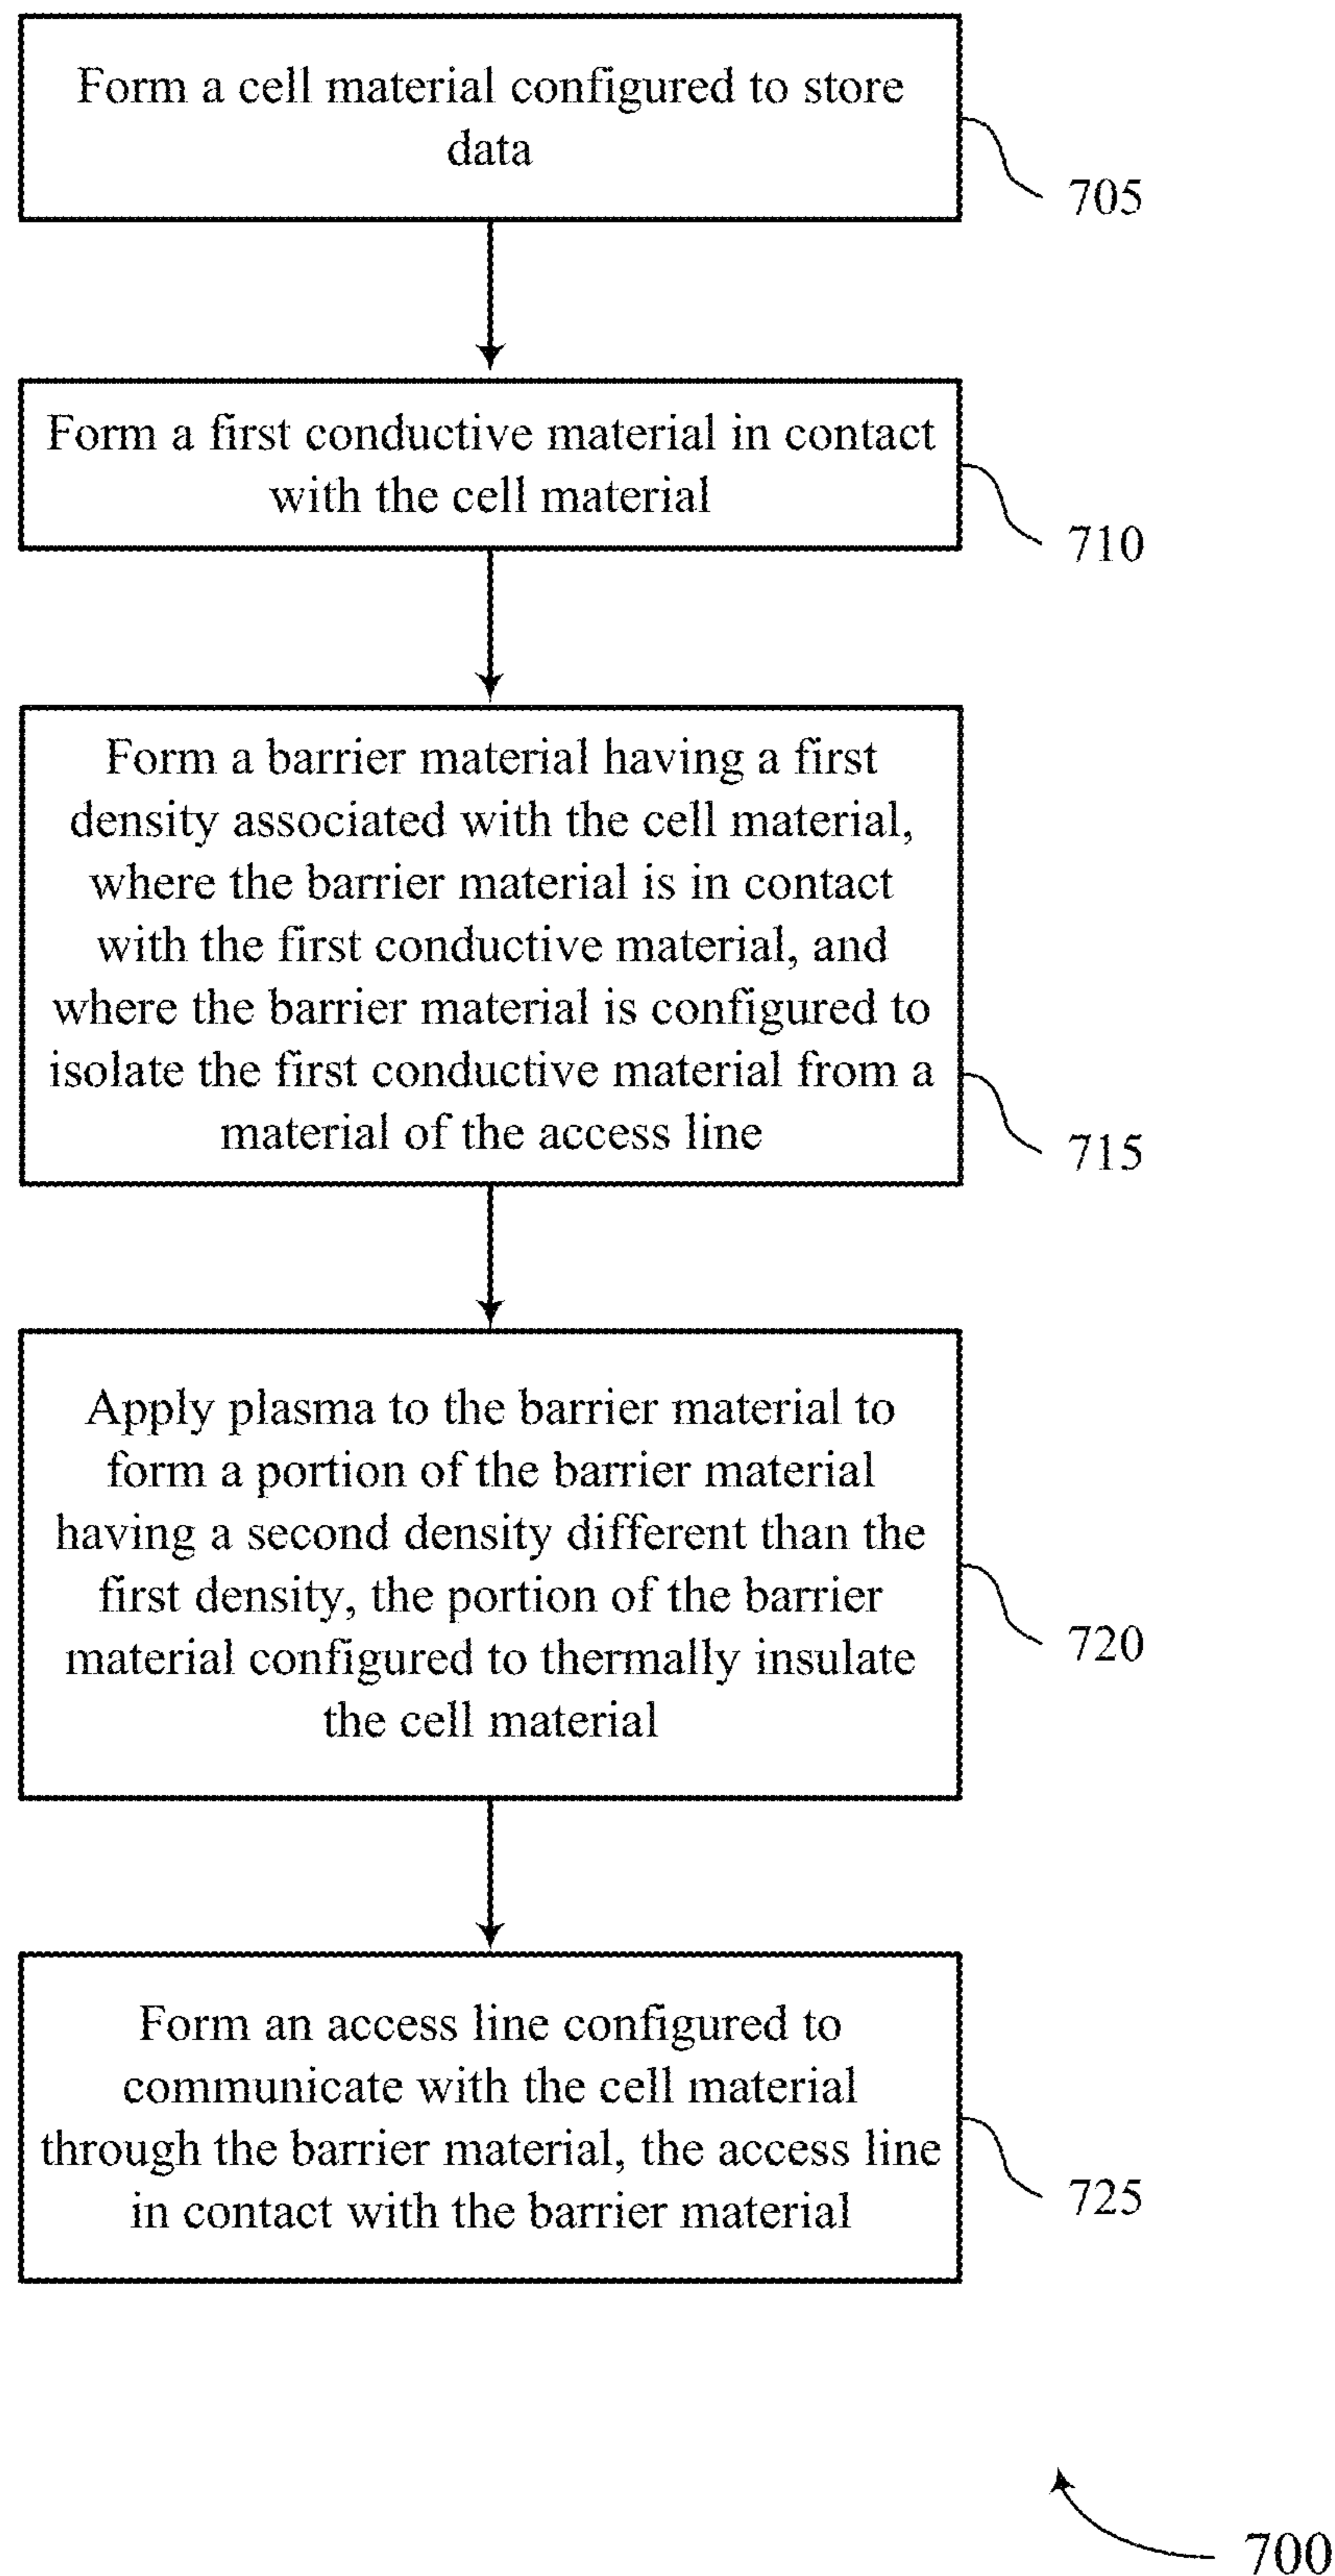 Form a cell material configured to store
data
705
Form a first conductive material in contact
with the cell material
710
Form a barrier material having a first
density associated with the cell material,
where the barrier material is in contact
with the first conductive material, and
where the barrier material is configured to
isolate the first conductive material from a
material of the access line
715
Apply plasma to the barrier material to
form a portion of the barrier material
having a second density different than the
first density, the portion of the barrier
material configured to thermally insulate
the cell material
720
Form an access line configured to
communicate with the cell material
through the barrier material, the access line
in contact with the barrier material
725
700